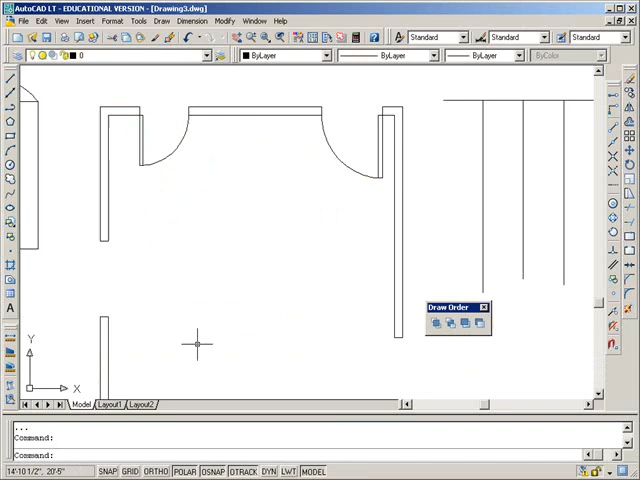 AutoCAD LT - EDUCATIONAL VERSION - [Drawing3.dwg]
File Edit View Insert Format Tools Draw Dimension Modify Window Help
Standard Standard Standard
0 ByLayer ByLayer ByLayer ByColor
Draw Order
Y
X
Model Layout1 Layout2
...
Command:
Command:
14'-10 1/2", 20'-5" SNAP GRID ORTHO POLAR OSNAP OTRACK DYN LWT MODEL